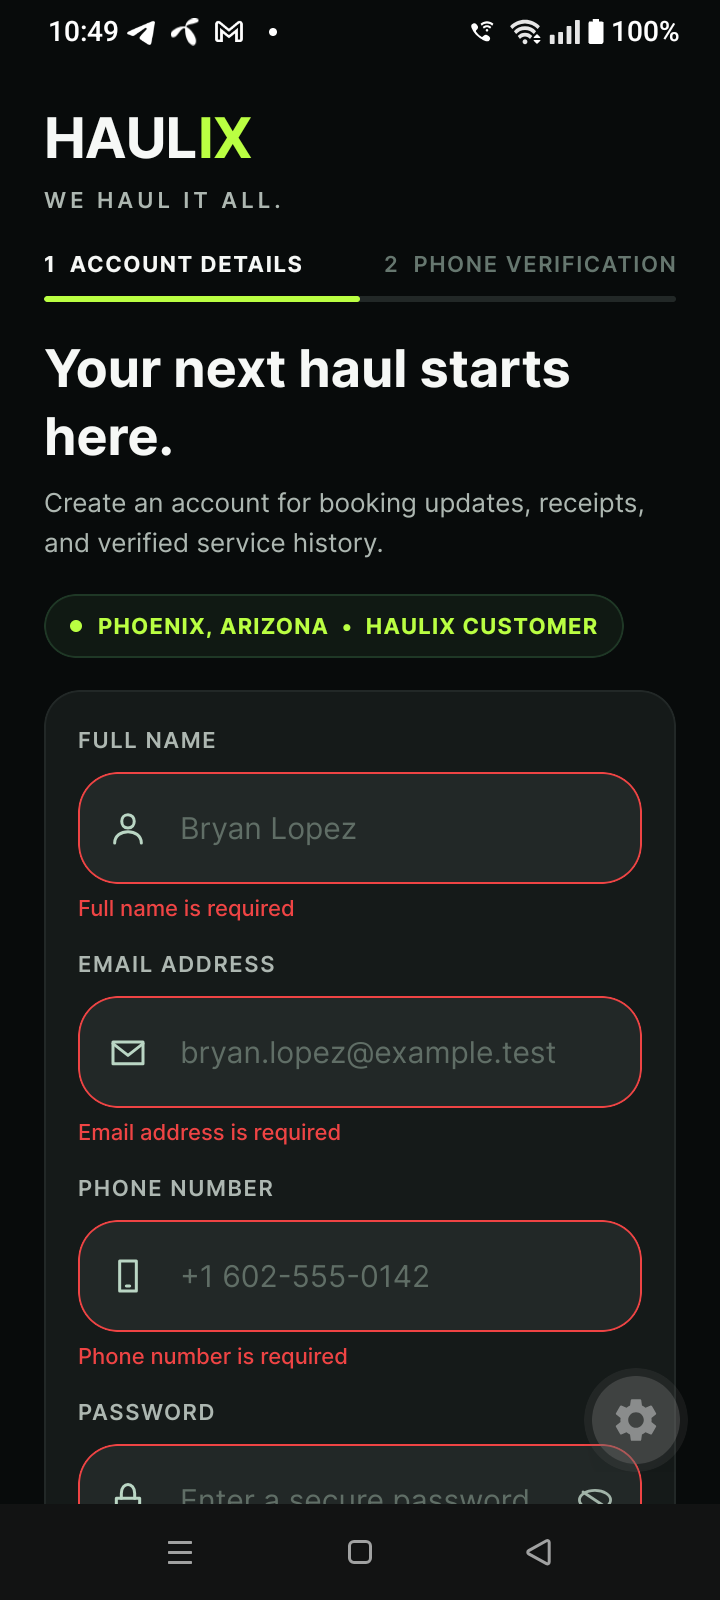 10:49
100%
HAULIX
WE HAUL IT ALL.
1 ACCOUNT DETAILS
2 PHONE VERIFICATION
Your next haul starts
here.
Create an account for booking updates, receipts,
and verified service history.
PHOENIX, ARIZONA • HAULIX CUSTOMER
FULL NAME
Bryan Lopez
Full name is required
EMAIL ADDRESS
bryan.lopez@example.test
Email address is required
PHONE NUMBER
+1 602-555-0142
Phone number is required
PASSWORD
Enter a secure password